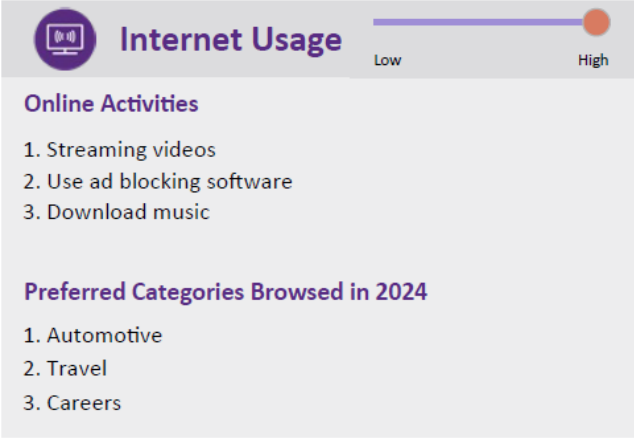 Internet Usage
Low High
Online Activities
1. Streaming videos
2. Use ad blocking software
3. Download music
Preferred Categories Browsed in 2024
1. Automotive
2. Travel
3. Careers